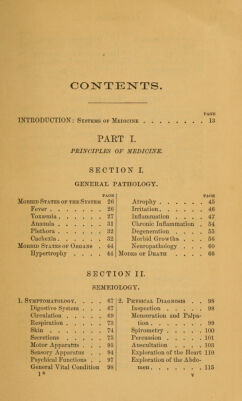 CONTENTS.
PAGE
INTRODUCTION: Systems of Medicine . . . . . . . . 13
PART I.
PRINCIPLES OF MEDICINE.
SECTION I.
GENERAL PATHOLOGY.
PAGE
Morbid States of the System 26
Fever . . . . . . . 26
Toxæmia . . . . . . 27
Anæmia . . . . . . 31
Plethora . . . . . . 32
Cachexia . . . . . . 32
Morbid States of Organs 44
Hypertrophy . . . . 44
PAGE
Atrophy . . . . . . 45
Irritation . . . . . . 46
Inflammation . . . . 47
Chronic Inflammation . 54
Degeneration . . . . 55
Morbid Growths . . . 56
Neuropathology . . . 60
Modes of Death . . . . 66
SECTION II.
SEMEIOLOGY.
1. Symptomatology . . . . 67
Digestive System . . . 67
Circulation . . . . . 69
Respiration . . . . . 73
Skin . . . . . . . 74
Secretions . . . . . 75
Motor Apparatus . . . 93
Sensory Apparatus . . 94
Psychical Functions . . 97
General Vital Condition 98
2. Physical Diagnosis . . 98
Inspection . . . . . 98
Mensuration and Palpa-
tion . . . . . . . 99
Spirometry . . . . . 100
Percussion . . . . . 101
Auscultation . . . . 103
Exploration of the Heart 110
Exploration of the Abdo-
men . . . . . . . 115
1*
v